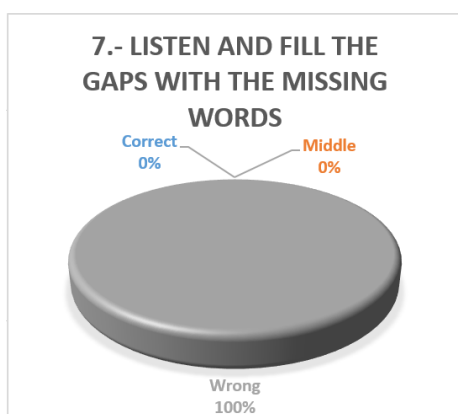 7.- LISTEN AND FILL THE
GAPS WITH THE MISSING
WORDS
Correct
0%
Middle
0%
Wrong
100%